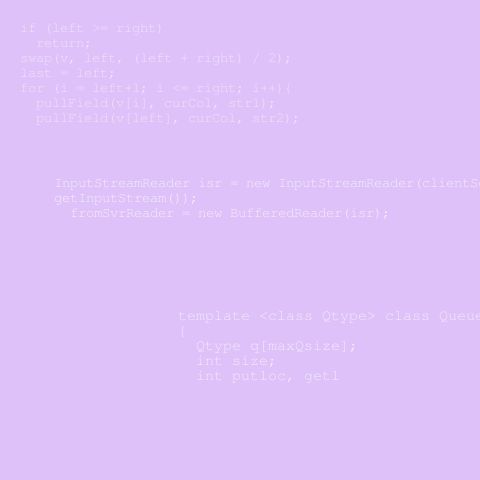 if (left >= right)
return;
swap(v, left, (left + right) / 2);
last = left;
for (i = left+1; i <= right; i++){
pullField(v[i], curCol, str1);
pullField(v[left], curCol, str2);
InputStreamReader isr = new InputStreamReader(clientS
getInputStream());
fromSvrReader = new BufferedReader(isr);
template <class Qtype> class Queue
{
Qtype q[maxQsize];
int size;
int putloc, getl